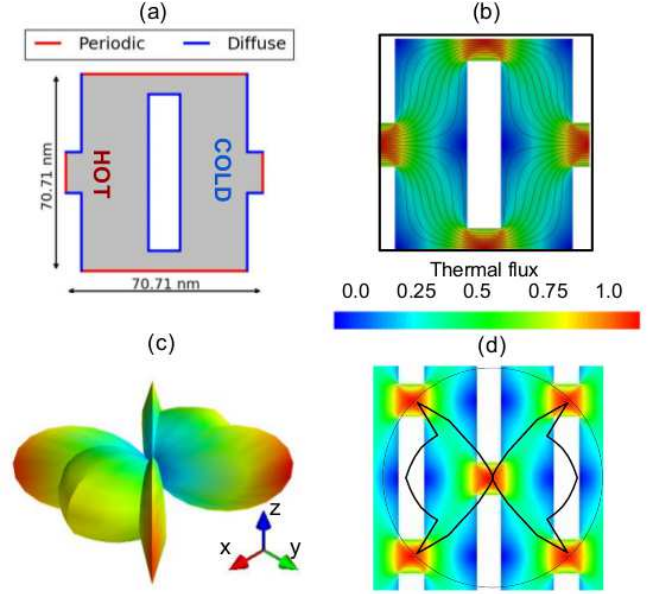 (a)
Periodic Diffuse
70.71 nm
HOT
COLD
70.71 nm
(b)
Thermal flux
0.0 0.25 0.5 0.75 1.0
(c)
z
x
y
(d)